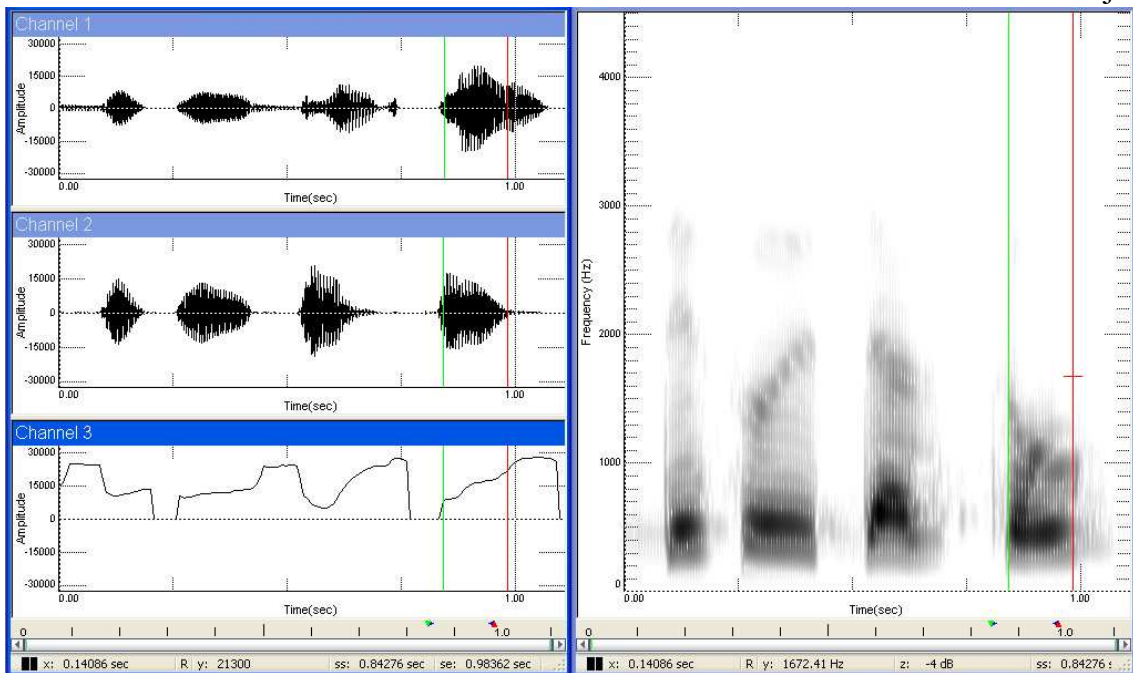 Channel 1
30000
15000
0
-15000
-30000
Amplitude
0.00
1.00
Time(sec)
Channel 2
30000
15000
0
-15000
-30000
Amplitude
0.00
1.00
Time(sec)
Channel 3
30000
15000
0
-15000
-30000
Amplitude
0.00
1.00
Time(sec)
0
1.0
x: 0.14086 sec R y: 21300 ss: 0.84276 sec se: 0.98362 sec
4000
3000
2000
1000
0
Frequency (Hz)
0.00
1.00
Time(sec)
0
1.0
x: 0.14086 sec R y: 1672.41 Hz z: -4 dB ss: 0.84276